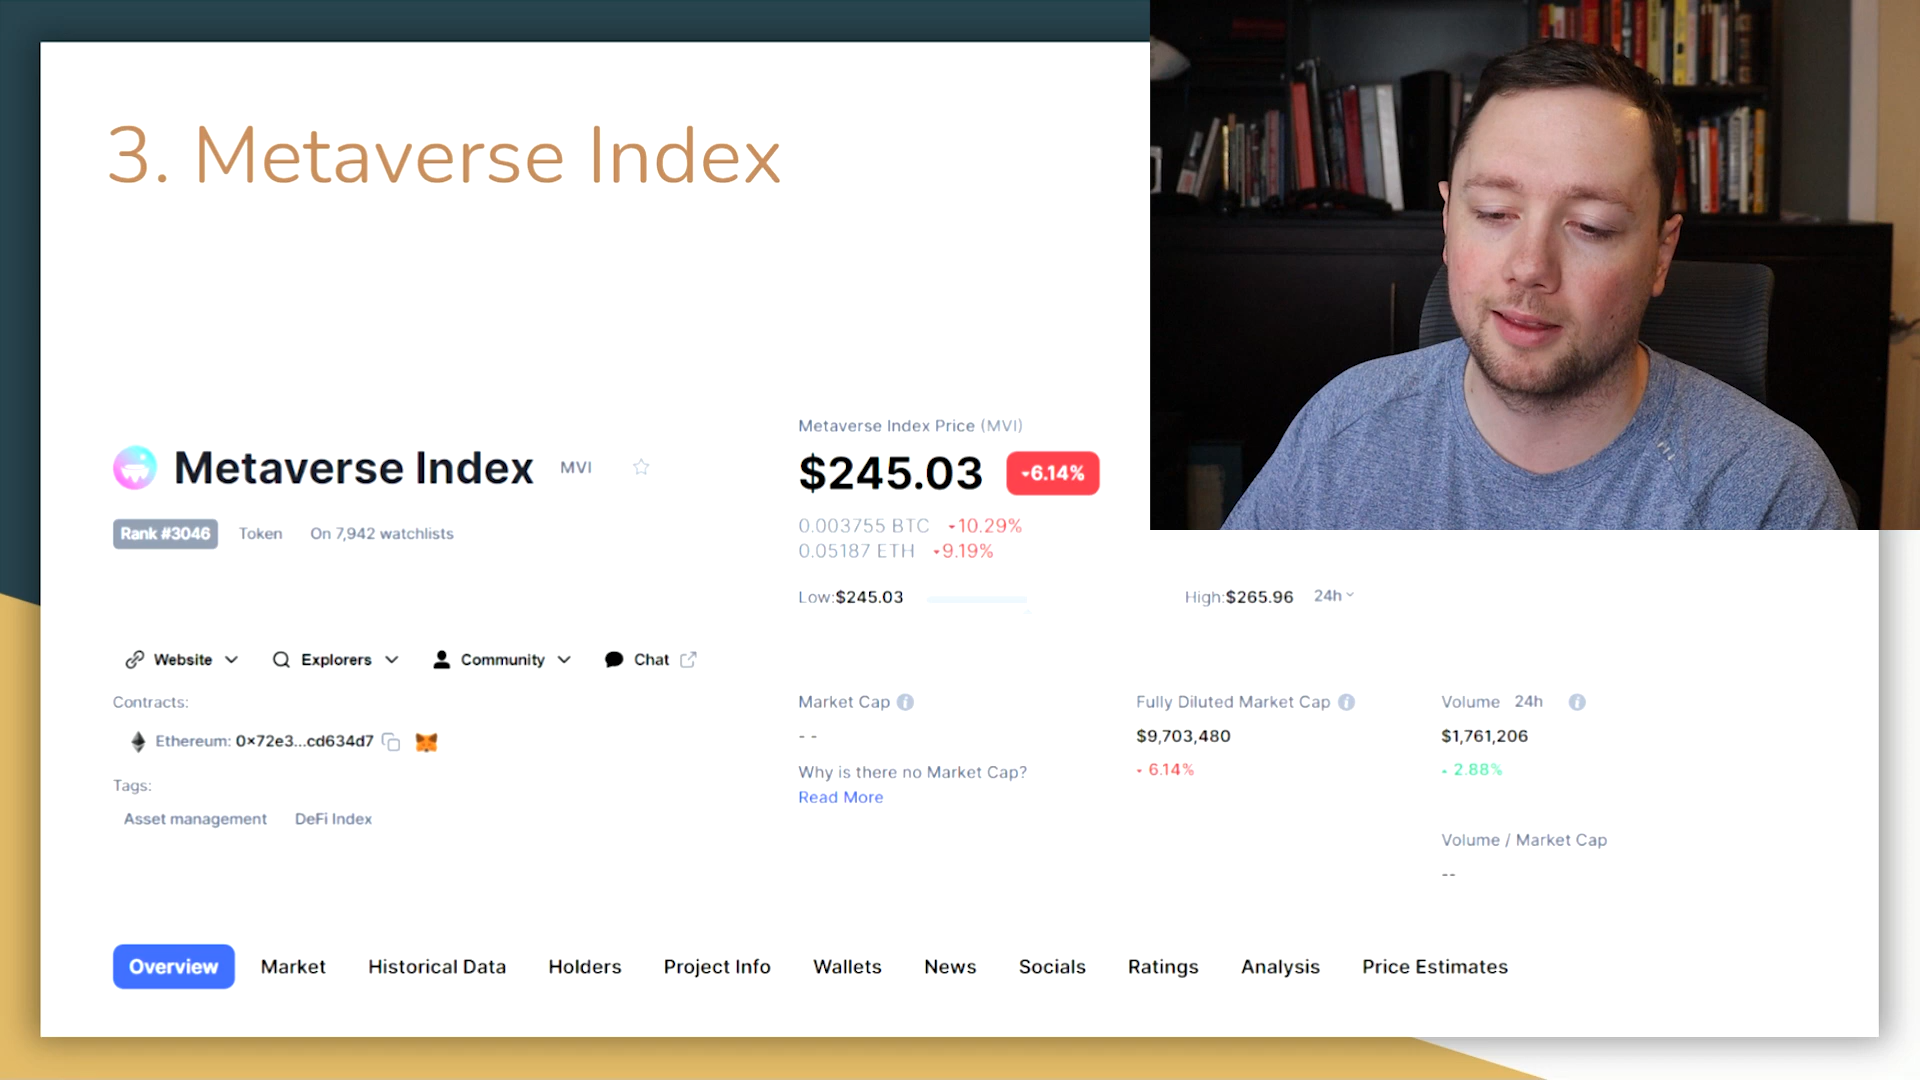 3. Metaverse Index
Metaverse Index MVI
Rank #3046 Token On 7,942 watchlists
Metaverse Index Price (MVI)
$245.03 6.14%
0.003755 BTC 10.29%
0.05187 ETH 9.19%
Low:$245.03 High:$265.96 24h
Website Explorers Community Chat
Contracts:
Ethereum: 0x72e3...cd634d7
Tags:
Asset management DeFi Index
Market Cap
- -
Why is there no Market Cap?
Read More
Fully Diluted Market Cap
$9,703,480
6.14%
Volume 24h
$1,761,206
2.88%
Volume / Market Cap
--
Overview Market Historical Data Holders Project Info Wallets News Socials Ratings Analysis Price Estimates